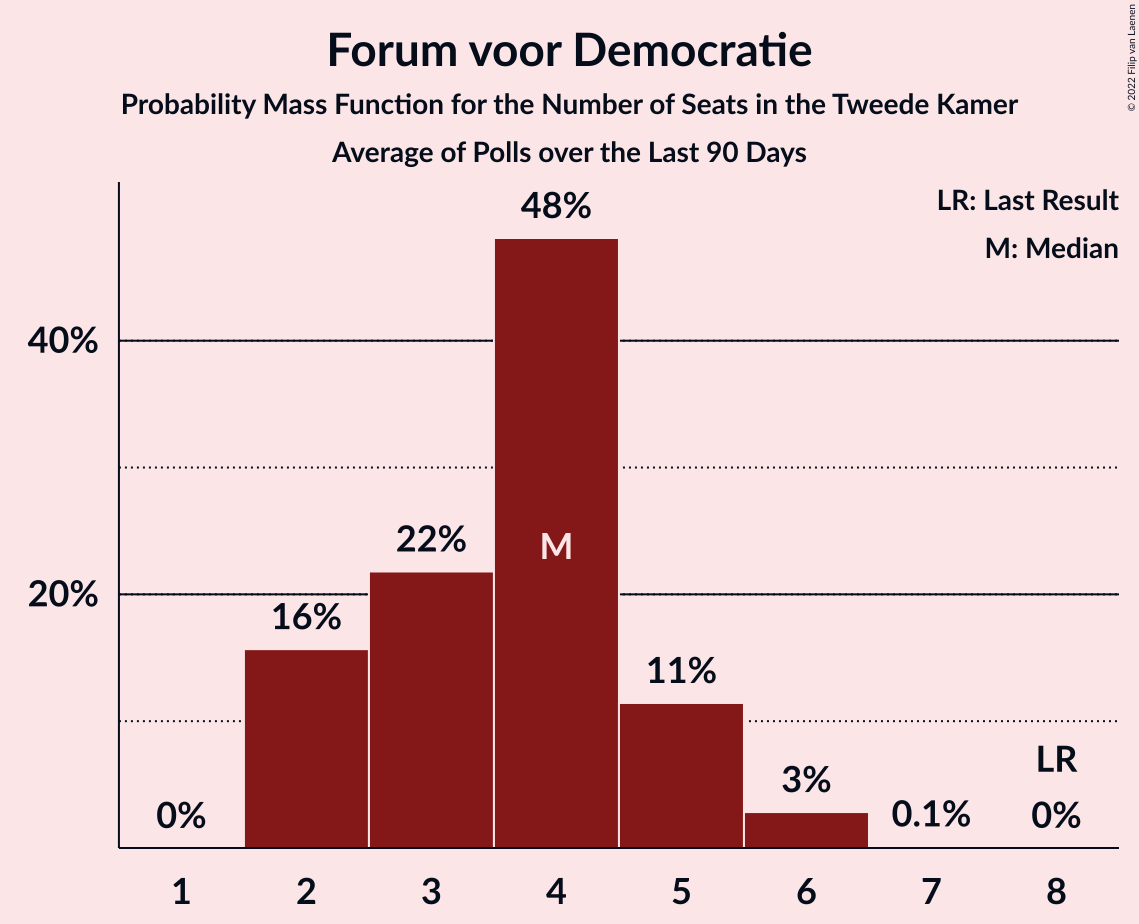 Forum voor Democratie
Probability Mass Function for the Number of Seats in the Tweede Kamer
Average of Polls over the Last 90 Days
© 2022 Filip van Laenen
LR: Last Result
M: Median
48%
40%
22%
M
20%
16%
11%
LR
3%
0%
0.1%
0%
1 2 3 4 5 6 7 8